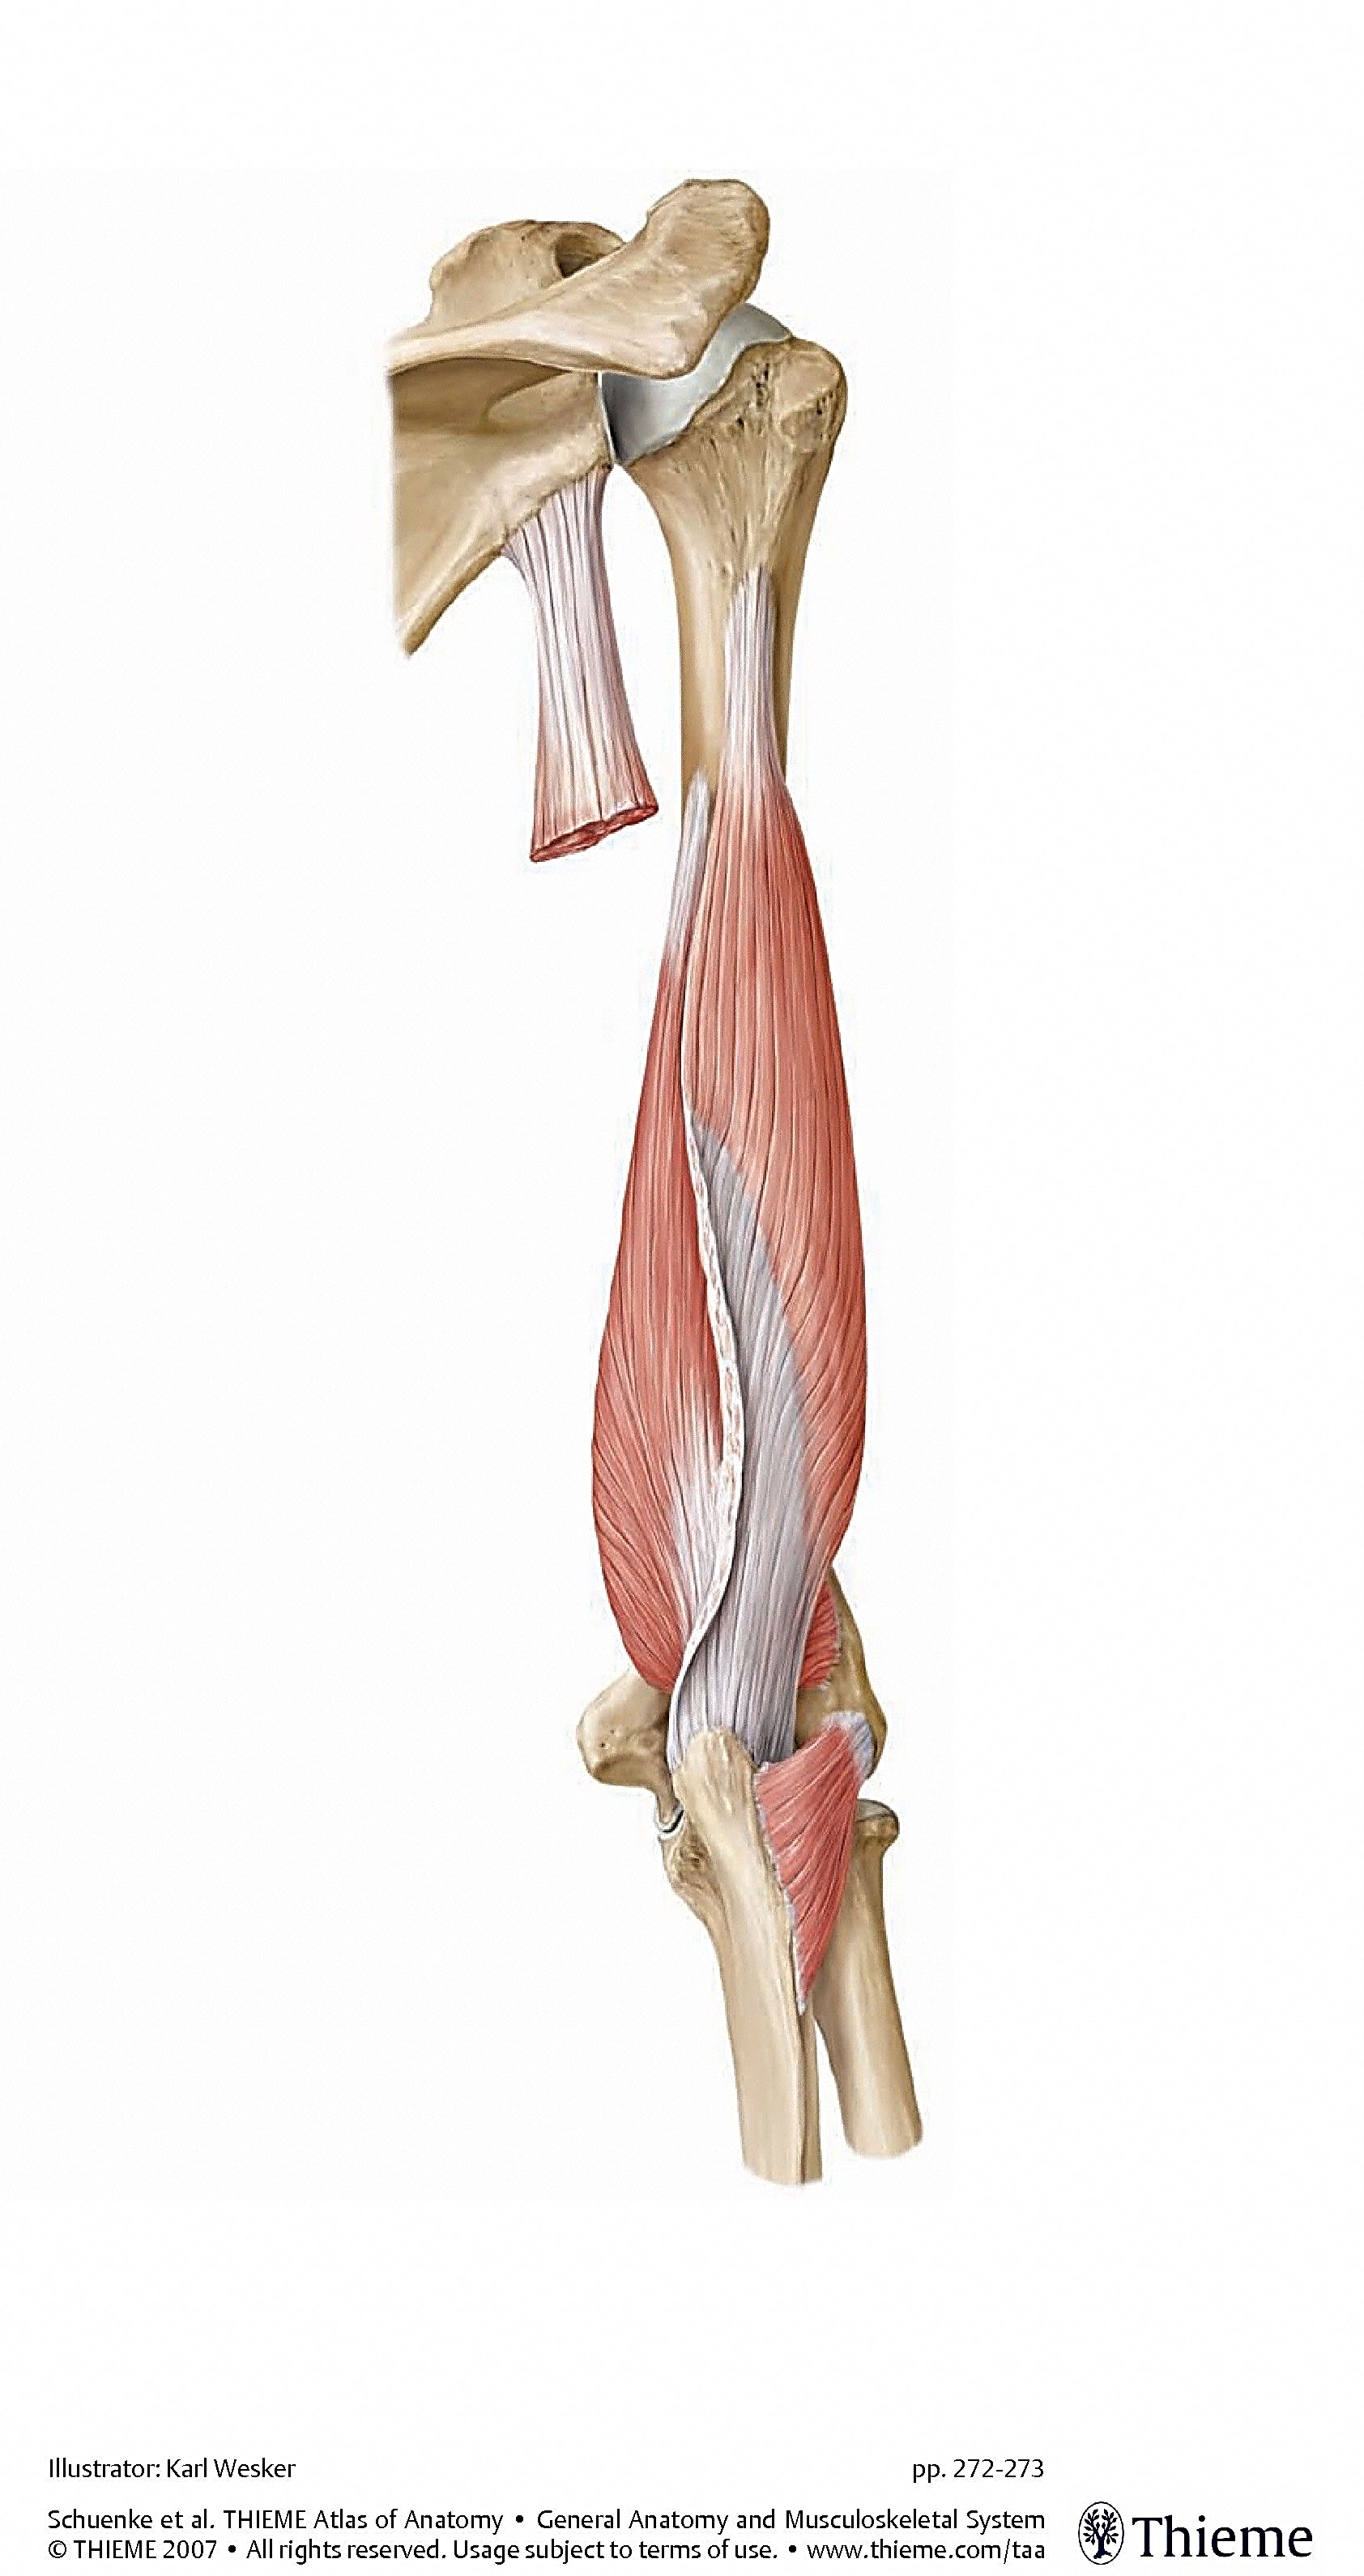 Illustrator: Karl Wesker
pp. 272-273
Schuenke et al. THIEME Atlas of Anatomy • General Anatomy and Musculoskeletal System
© THIEME 2007 • All rights reserved. Usage subject to terms of use. • www.thieme.com/taa
Thieme